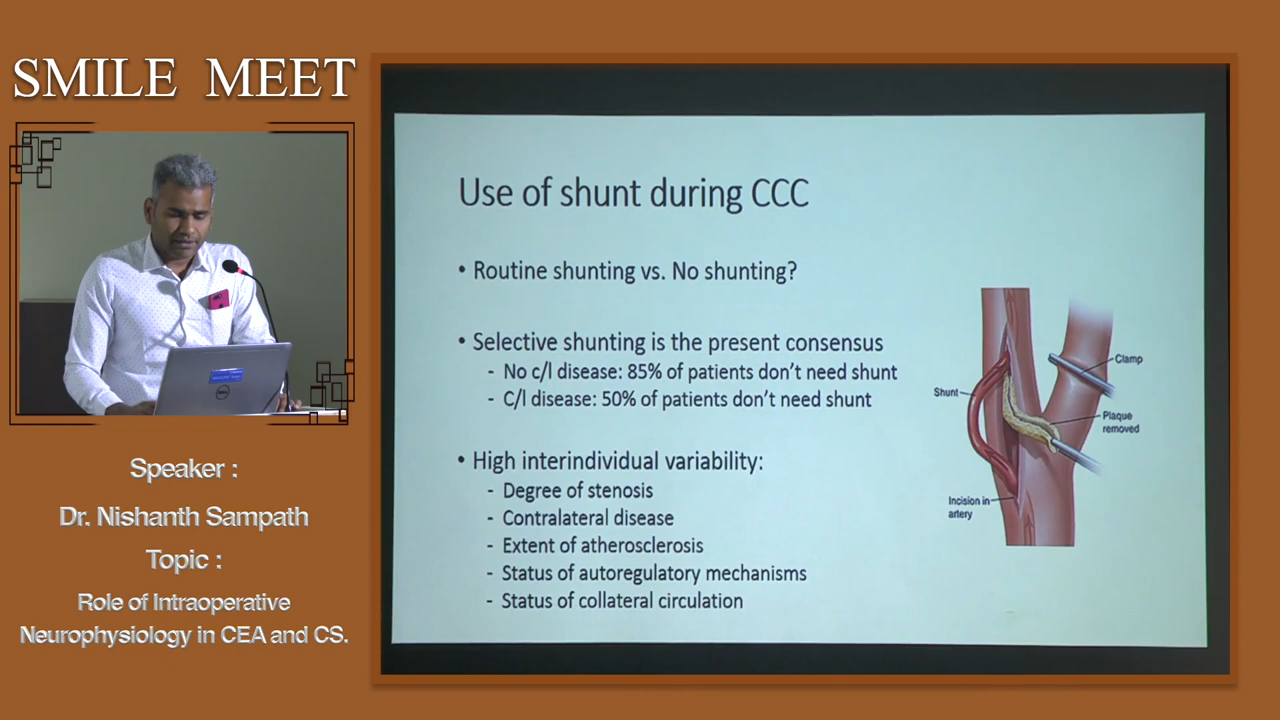 SMILE MEET
Speaker :
Dr. Nishanth Sampath
Topic :
Role of Intraoperative
Neurophysiology in CEA and CS.
Use of shunt during CCC
• Routine shunting vs. No shunting?
• Selective shunting is the present consensus
- No c/l disease: 85% of patients don't need shunt
- C/l disease: 50% of patients don't need shunt
• High interindividual variability:
- Degree of stenosis
- Contralateral disease
- Extent of atherosclerosis
- Status of autoregulatory mechanisms
- Status of collateral circulation
Clamp
Shunt
Plaque
removed
Incision in
artery
DELL